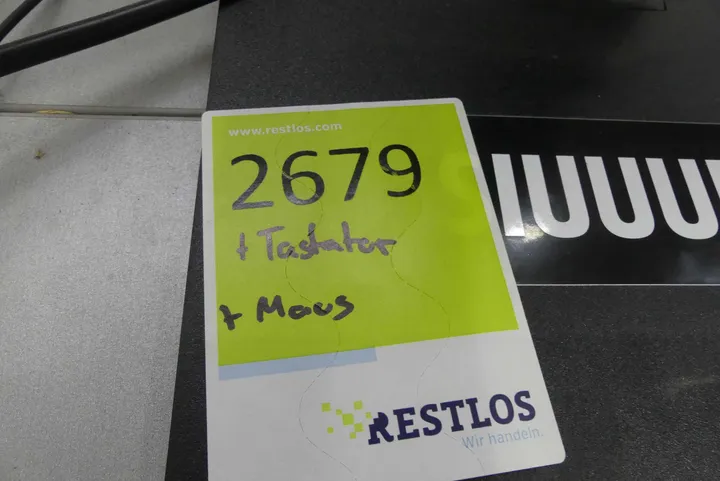 www.restlos.com
2679
+ Tastatur
+ Maus
RESTLOS
Wir handeln.